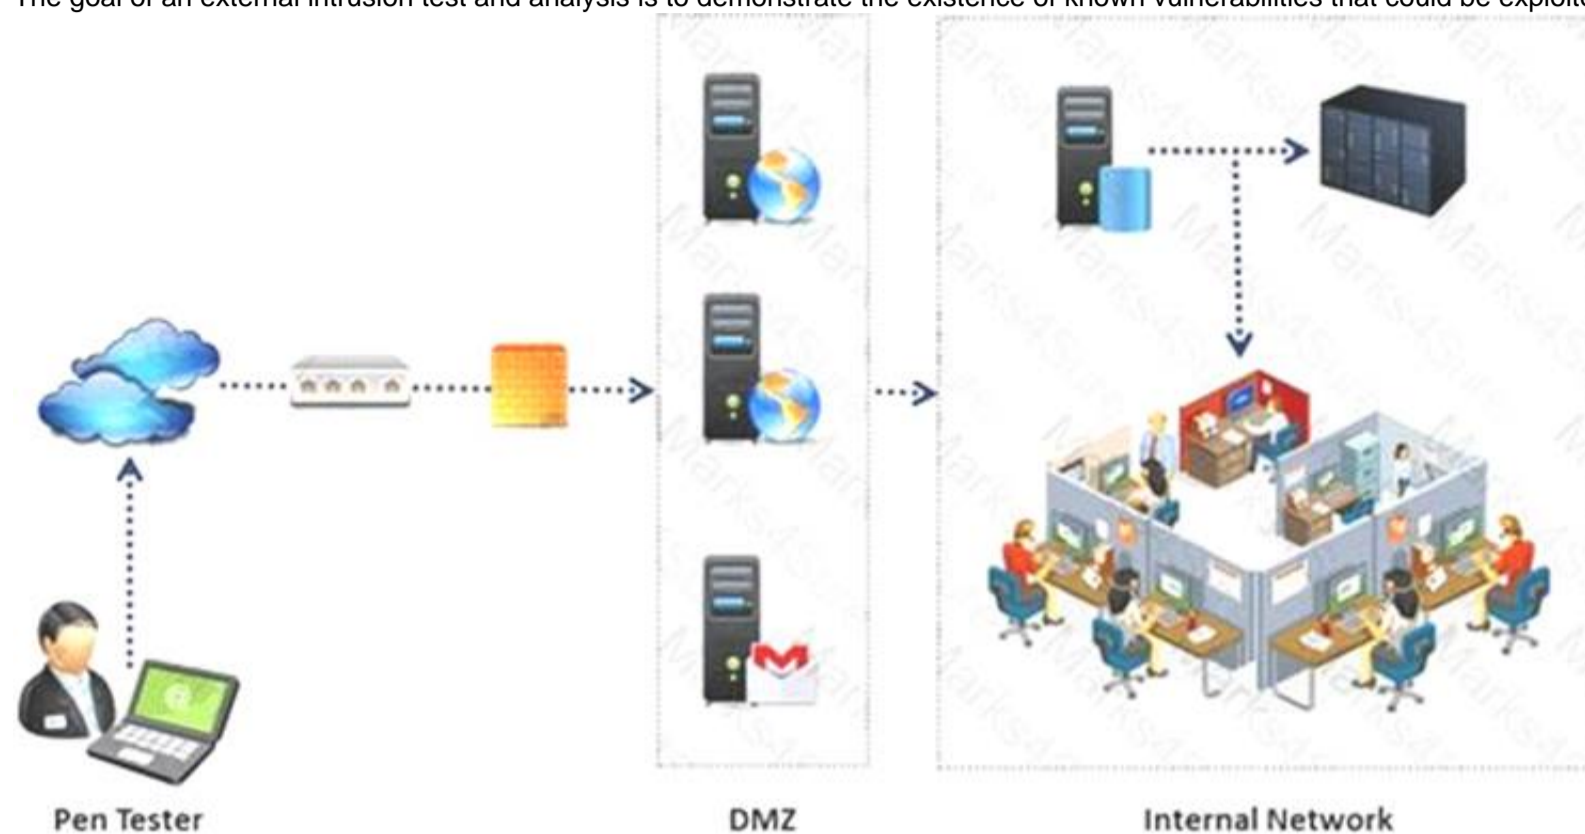 The goal of an external intrusion test and analysis is to demonstrate the existence of known vulnerabilities that could be
Pen Tester
DMZ
Internal Network